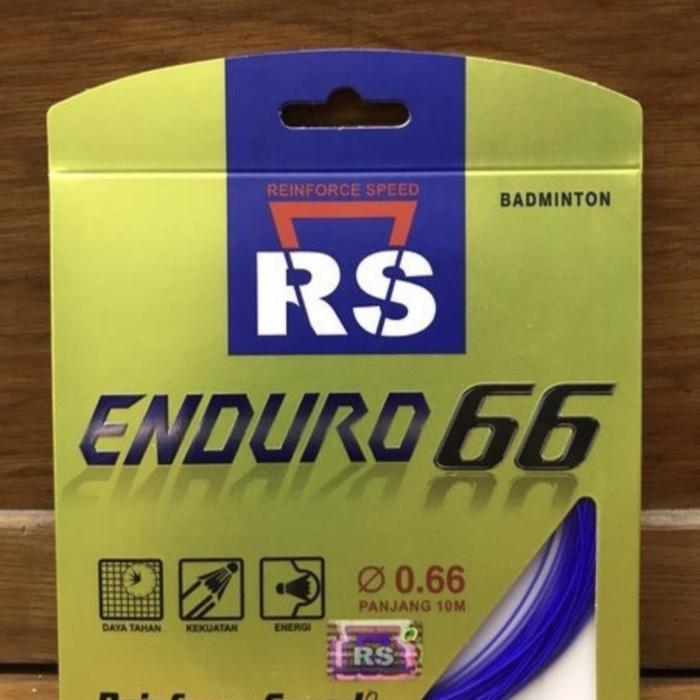 REINFORCE SPEED
BADMINTON
RS
ENDURO 66
Ø 0.66
PANJANG 10M
DAYA TAHAN
KEKUATAN
ENERGI
RS